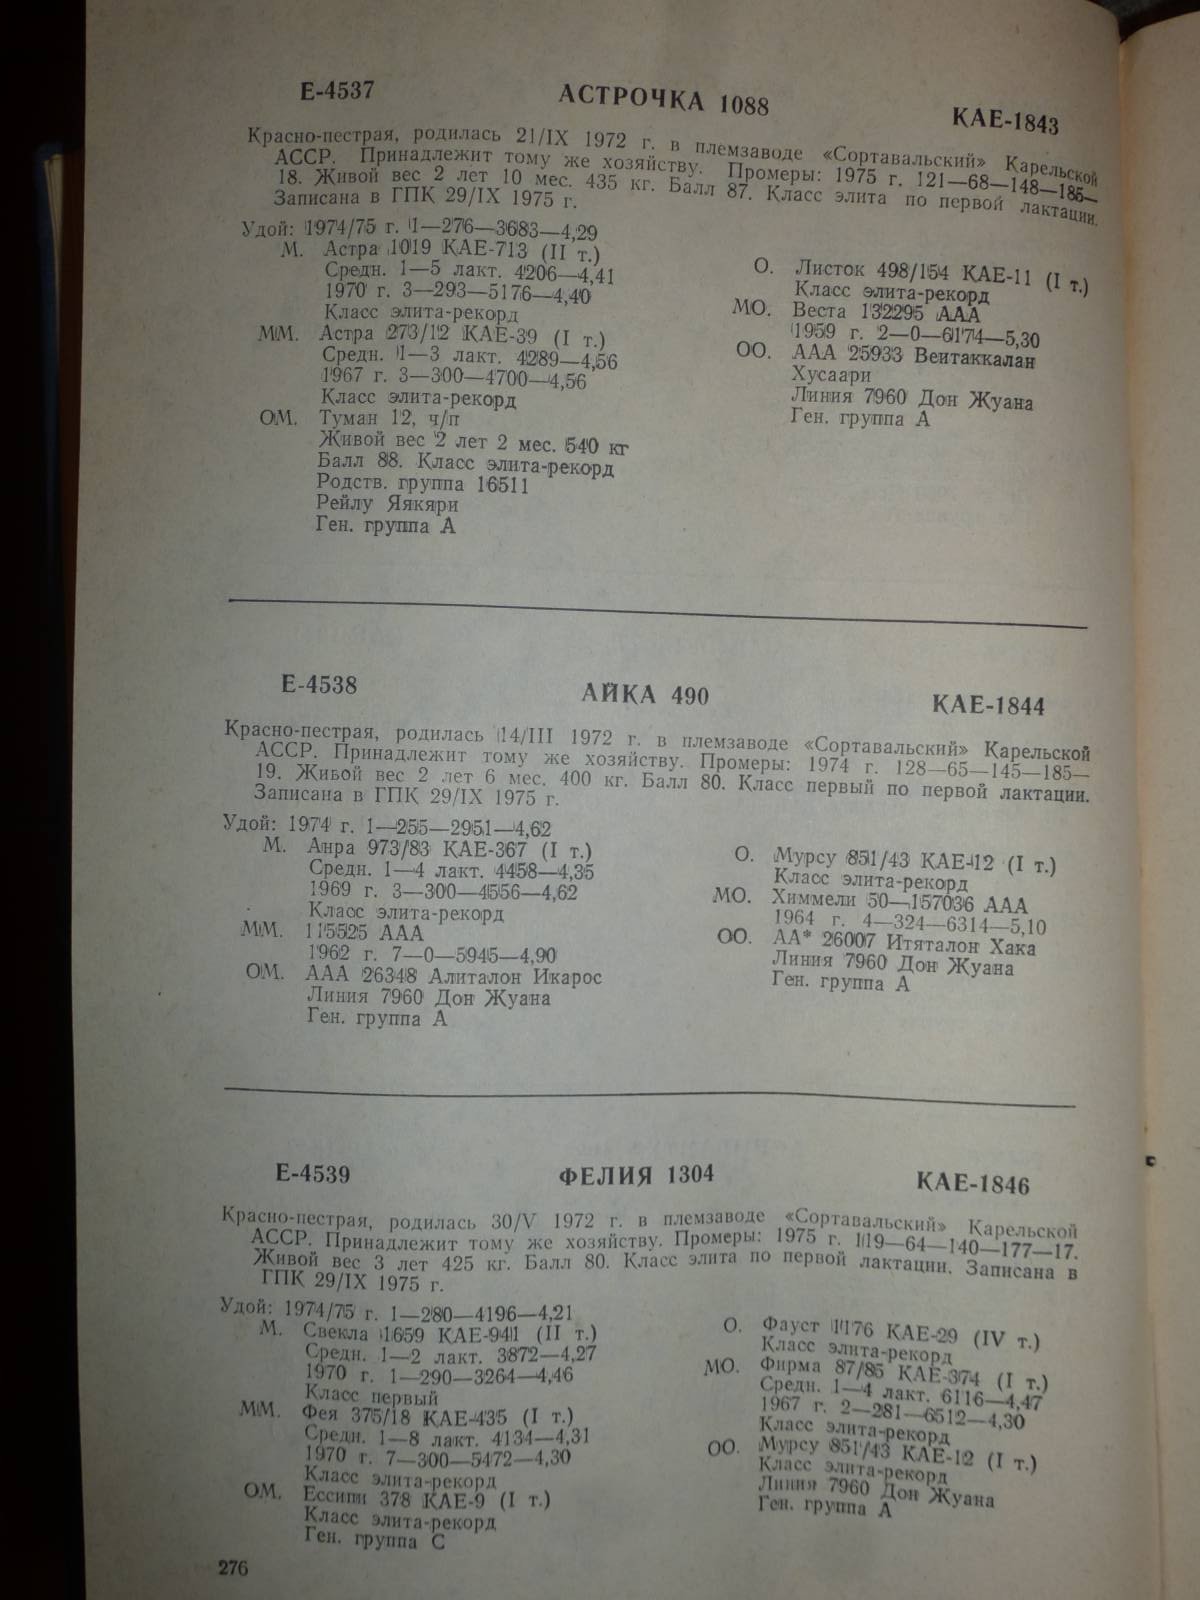 Е-4537 АСТРОЧКА 1088 КАЕ-1843
Красно-пестрая, родилась 21/IX 1972 г. в племзаводе «Сортавальский» Карельской
АССР. Принадлежит тому же хозяйству. Промеры: 1975 г. 121—68—148—185—
18. Живой вес 2 лет 10 мес. 435 кг. Балл 87. Класс элита по первой лактации.
Записана в ГПК 29/IX 1975 г.
Удой: 1974/75 г. 1—276—3683—4,29
М. Астра 1019 КАЕ-713 (II т.)
Средн. 1—5 лакт. 4206—4,41
1970 г. 3—293—5176—4,40
Класс элита-рекорд
ММ. Астра 273/12 КАЕ-39 (I т.)
Средн. 1—3 лакт. 4289—4,56
1967 г. 3—300—4700—4,56
Класс элита-рекорд
ОМ. Туман 12, ч/п
Живой вес 2 лет 2 мес. 540 кг
Балл 88. Класс элита-рекорд
Родств. группа 16511
Рейлу Яякяри
Ген. группа А
О. Листок 498/154 КАЕ-11 (I т.)
Класс элита-рекорд
МО. Веста 132295 ААА
1959 г. 2—0—6174—5,30
ОО. ААА 25933 Веитаккалан
Хусаари
Линия 7960 Дон Жуана
Ген. группа А
Е-4538 АЙКА 490 КАЕ-1844
Красно-пестрая, родилась 14/III 1972 г. в племзаводе «Сортавальский» Карельской
АССР. Принадлежит тому же хозяйству. Промеры: 1974 г. 128—65—145—185—
19. Живой вес 2 лет 6 мес. 400 кг. Балл 80. Класс первый по первой лактации.
Записана в ГПК 29/IX 1975 г.
Удой: 1974 г. 1—255—2951—4,62
М. Анра 973/83 КАЕ-367 (I т.)
Средн. 1—4 лакт. 4458—4,35
1969 г. 3—300—4556—4,62
Класс элита-рекорд
ММ. 115525 ААА
1962 г. 7—0—5945—4,90
ОМ. ААА 26348 Алиталон Икарос
Линия 7960 Дон Жуана
Ген. группа А
О. Мурсу 851/43 КАЕ-12 (I т.)
Класс элита-рекорд
МО. Химмели 50—157036 ААА
1964 г. 4—324—6314—5,10
ОО. АА* 26007 Итяталон Хака
Линия 7960 Дон Жуана
Ген. группа А
Е-4539 ФЕЛИЯ 1304 КАЕ-1846
Красно-пестрая, родилась 30/V 1972 г. в племзаводе «Сортавальский» Карельской
АССР. Принадлежит тому же хозяйству. Промеры: 1975 г. 119—64—140—177—17.
Живой вес 3 лет 425 кг. Балл 80. Класс элита по первой лактации. Записана в
ГПК 29/IX 1975 г.
Удой: 1974/75 г. 1—280—4196—4,21
М. Свекла 1659 КАЕ-941 (II т.)
Средн. 1—2 лакт. 3872—4,27
1970 г. 1—290—3264—4,46
Класс первый
ММ. Фея 375/18 КАЕ-435 (I т.)
Средн. 1—8 лакт. 4134—4,31
1970 г. 7—300—5472—4,30
Класс элита-рекорд
ОМ. Ессипи 378 КАЕ-9 (I т.)
Класс элита-рекорд
Ген. группа С
О. Фауст 1176 КАЕ-29 (IV т.)
Класс элита-рекорд
МО. Фирма 87/85 КАЕ-374 (I т.)
Средн. 1—4 лакт. 6116—4,47
1967 г. 2—281—6512—4,30
Класс элита-рекорд
ОО. Мурсу 851/43 КАЕ-12 (I т.)
Класс элита-рекорд
Линия 7960 Дон Жуана
Ген. группа А
276